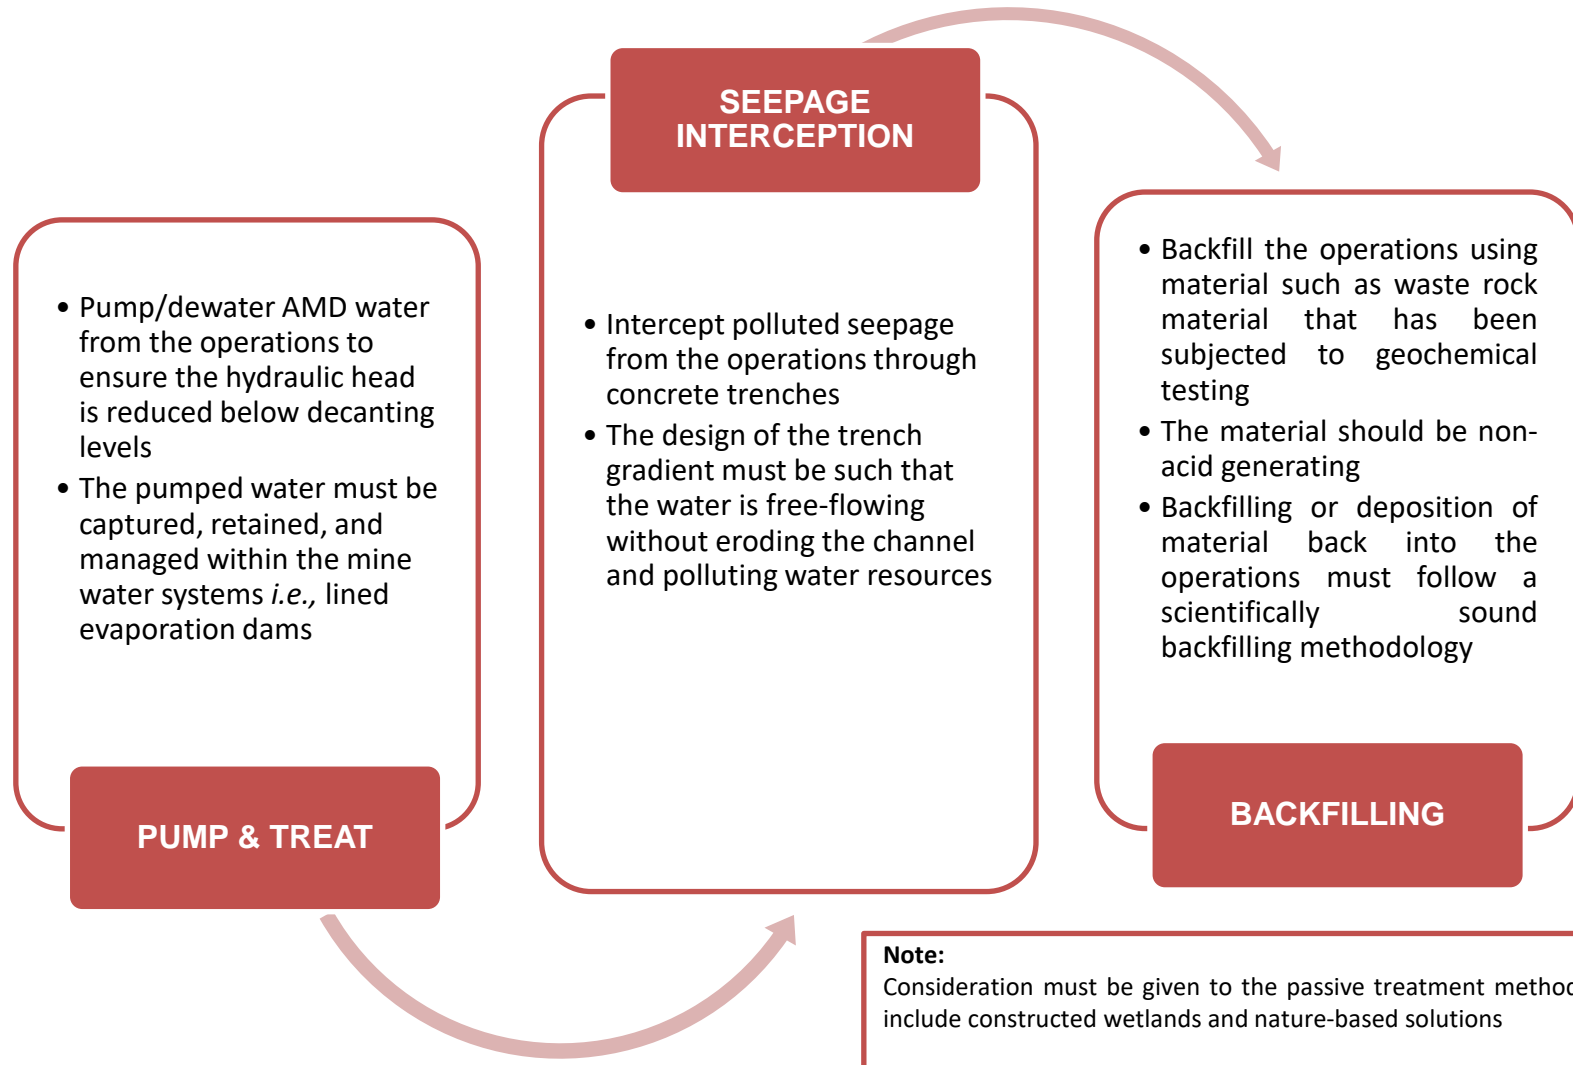 SEEPAGE
INTERCEPTION
• Pump/dewater AMD water
from the operations to
ensure the hydraulic head
is reduced below decanting
levels
• The pumped water must be
captured, retained, and
managed within the mine
water systems i.e., lined
evaporation dams
PUMP & TREAT
• Intercept polluted seepage
from the operations through
concrete trenches
• The design of the trench
gradient must be such that
the water is free-flowing
without eroding the channel
and polluting water resources
• Backfill the operations using
material such as waste rock
material that has been
subjected to geochemical
testing
• The material should be non-
acid generating
• Backfilling or deposition of
material back into the
operations must follow a
scientifically sound
backfilling methodology
BACKFILLING
Note:
Consideration must be given to the passive treatment method
include constructed wetlands and nature-based solutions